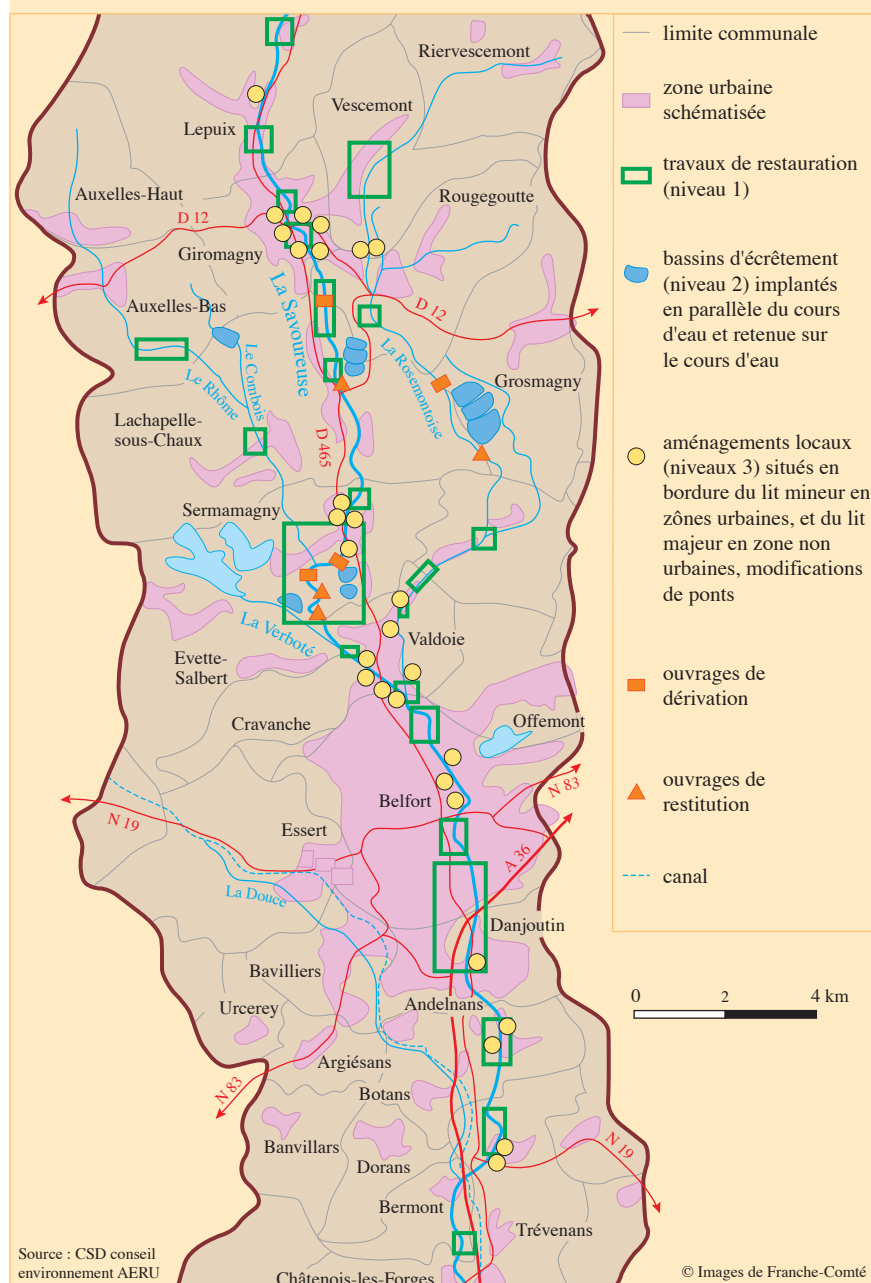 Riervescemont
Vescemont
Lepuix
Auxelles-Haut
Rougegoutte
D 12
Giromagny
La Savoureuse
Auxelles-Bas
D 12
Le Combois
La Rosemontoise
Le Rhôme
Grosmagny
Lachapelle-
sous-Chaux
D 465
Sermamagny
La Verboté
Valdoie
Evette-
Salbert
Cravanche
Offemont
Belfort
N 83
N 19
Essert
A 36
La Douce
Danjoutin
Bavilliers
Andelnans
Urcerey
Argiésans
N 83
Botans
Banvillars
Dorans
N 19
Bermont
Trévenans
Châtenois-les-Forges
Source : CSD conseil
environnement AERU
limite communale
zone urbaine
schématisée
travaux de restauration
(niveau 1)
bassins d'écrêtement
(niveau 2) implantés
en parallèle du cours
d'eau et retenue sur
le cours d'eau
aménagements locaux
(niveaux 3) situés en
bordure du lit mineur en
zônes urbaines, et du lit
majeur en zone non
urbaines, modifications
de ponts
ouvrages de
dérivation
ouvrages de
restitution
canal
0 2 4 km
© Images de Franche-Comté